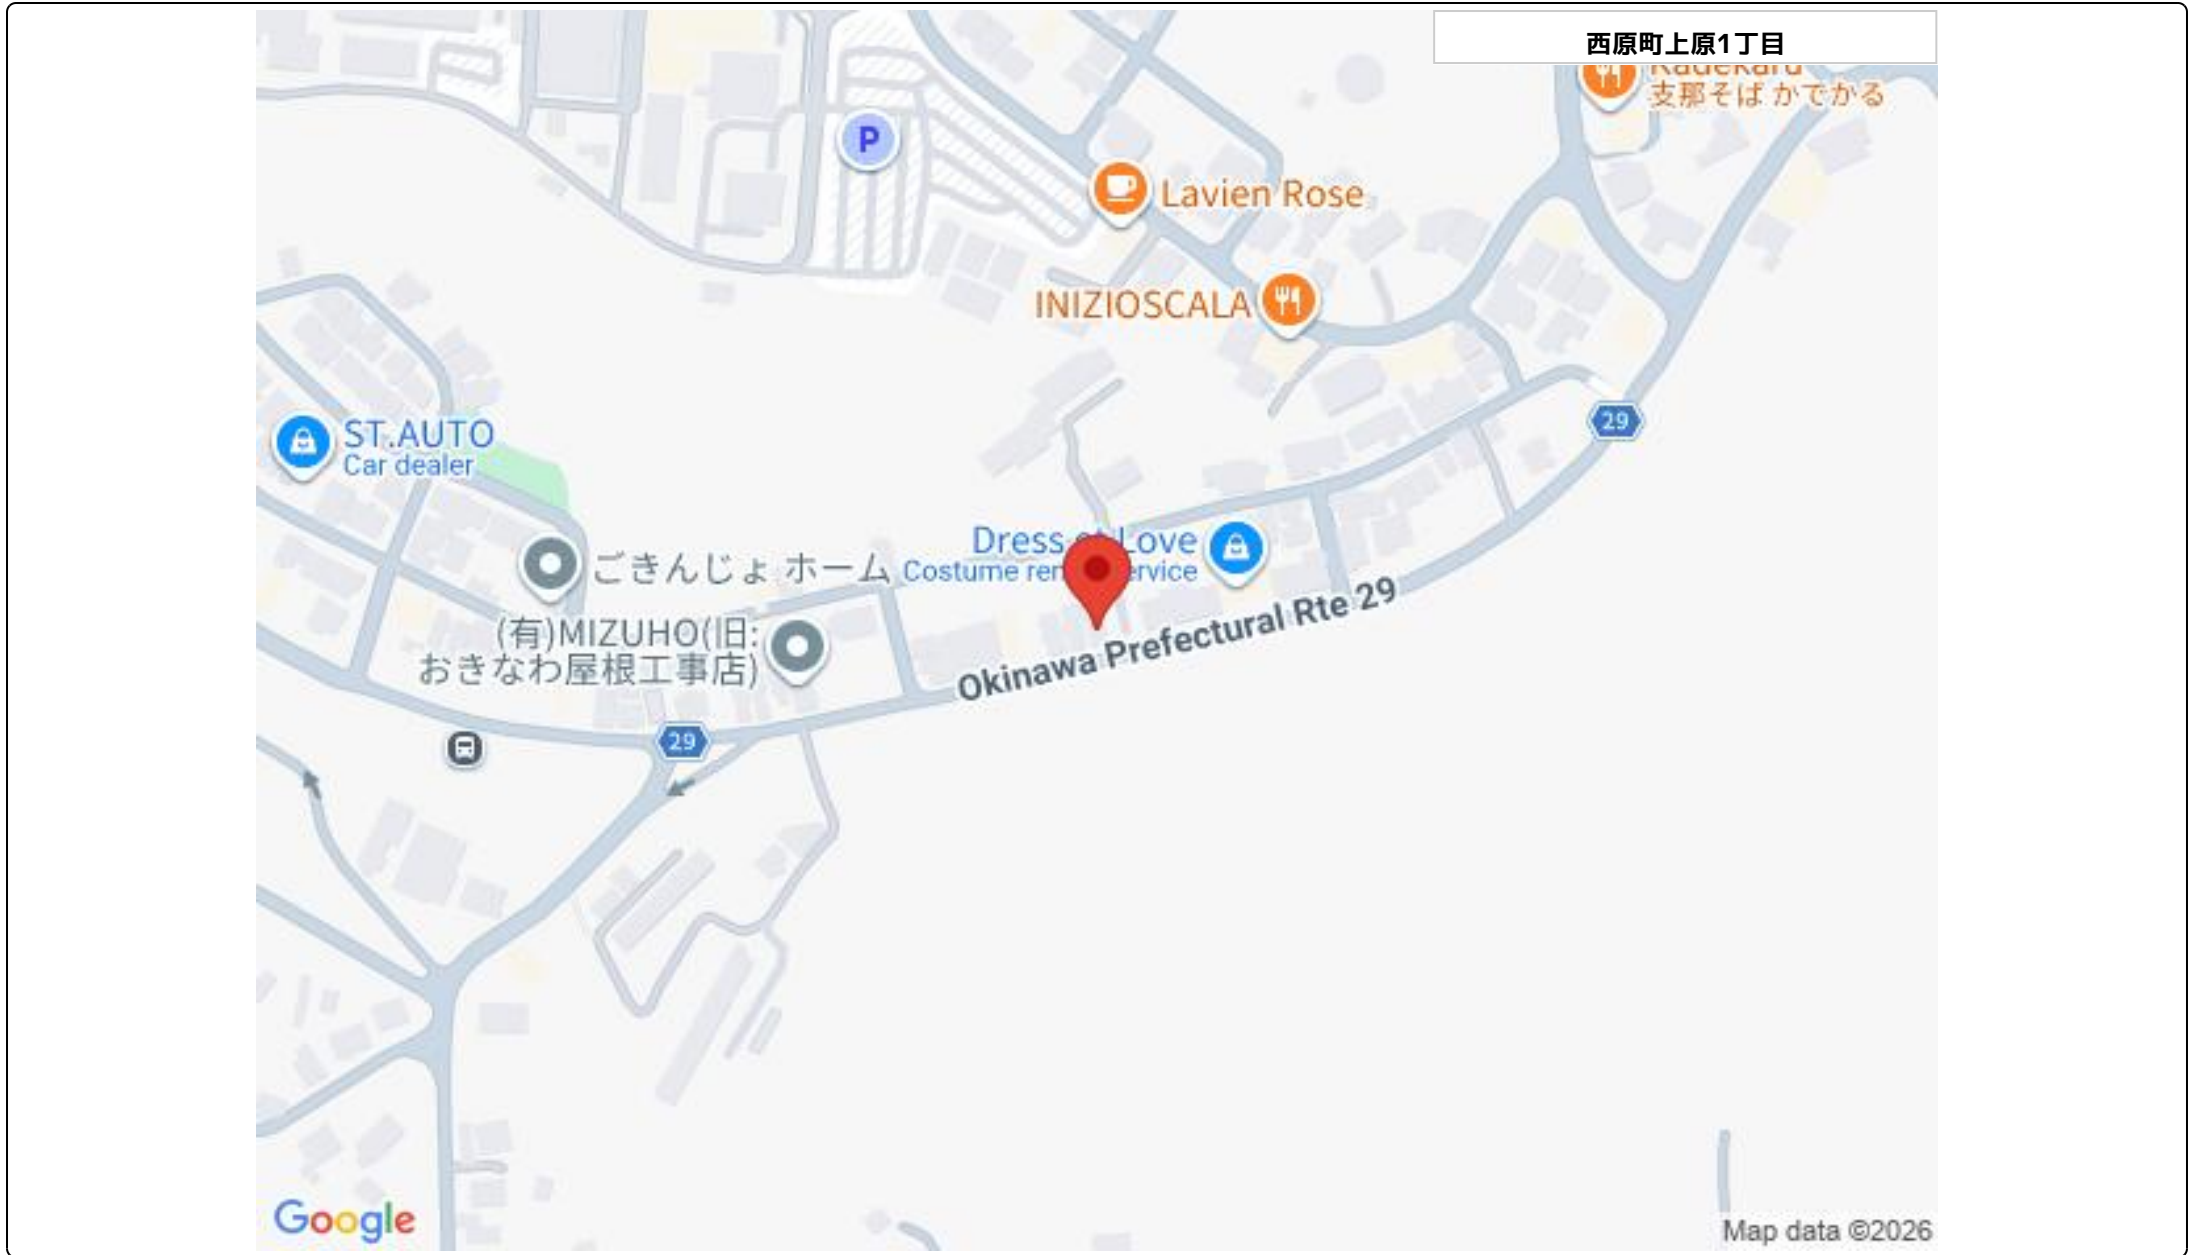 西原町上原1丁目
Kadekaru
支那そば かでかる
P
Lavien Rose
INIZIOSCALA
29
ST.AUTO
Car dealer
Dress Love
ごきんじょ ホーム
Costume
(有)MIZUHO(旧:
おきなわ屋根工事店)
Okinawa Prefectural Rte 29
29
Google
Map data ©2026